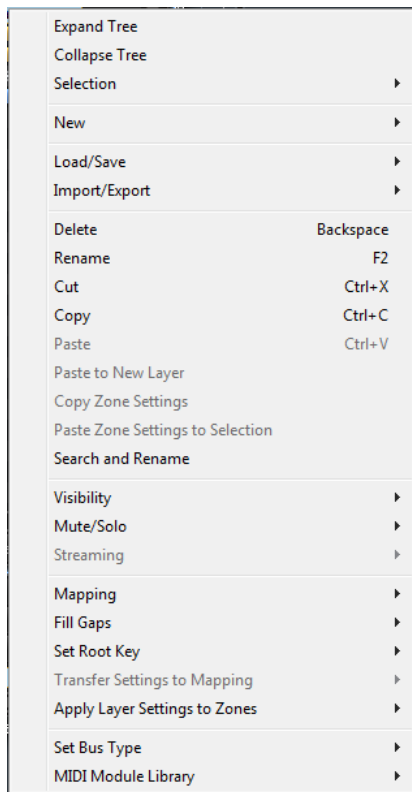 Expand Tree
Collapse Tree
Selection
New
Load/Save
Import/Export
Delete Backspace
Rename F2
Cut Ctrl+X
Copy Ctrl+C
Paste Ctrl+V
Paste to New Layer
Copy Zone Settings
Paste Zone Settings to Selection
Search and Rename
Visibility
Mute/Solo
Streaming
Mapping
Fill Gaps
Set Root Key
Transfer Settings to Mapping
Apply Layer Settings to Zones
Set Bus Type
MIDI Module Library